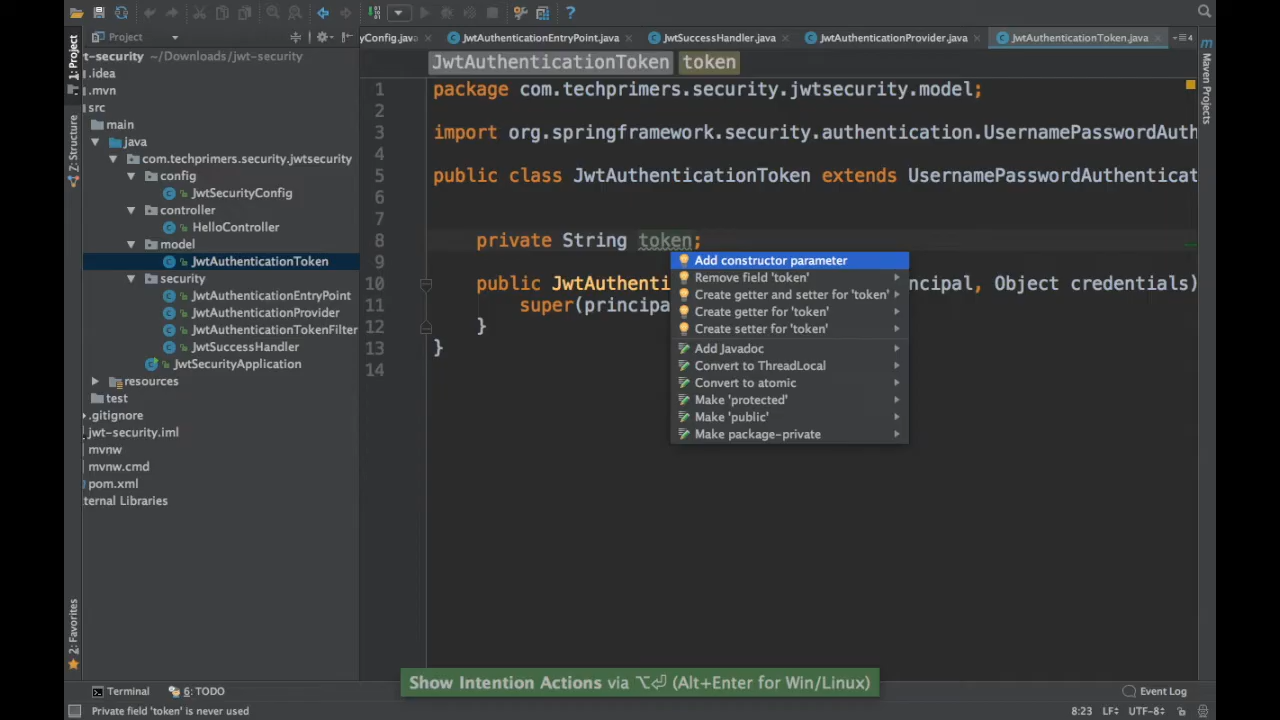 Project
yConfig.java
JwtAuthenticationEntryPoint.java
JwtSuccessHandler.java
JwtAuthenticationProvider.java
JwtAuthenticationToken.java
4
1: Project
Z: Structure
2: Favorites
Maven Projects
t-security ~/Downloads/jwt-security
.idea
.mvn
src
main
java
com.techprimers.security.jwtsecurity
config
JwtSecurityConfig
controller
HelloController
model
JwtAuthenticationToken
security
JwtAuthenticationEntryPoint
JwtAuthenticationProvider
JwtAuthenticationTokenFilter
JwtSuccessHandler
JwtSecurityApplication
resources
test
.gitignore
jwt-security.iml
mvnw
mvnw.cmd
pom.xml
ternal Libraries
JwtAuthenticationToken token
1 package com.techprimers.security.jwtsecurity.model;
2
3 import org.springframework.security.authentication.UsernamePasswordAuth
4
5 public class JwtAuthenticationToken extends UsernamePasswordAuthenticat
6
7
8 private String token;
9
10 public JwtAuthenti ncipal, Object credentials)
11 super(principa
12 }
13 }
14
Add constructor parameter
Remove field 'token'
Create getter and setter for 'token'
Create getter for 'token'
Create setter for 'token'
Add Javadoc
Convert to ThreadLocal
Convert to atomic
Make 'protected'
Make 'public'
Make package-private
Show Intention Actions via ⌥⏎ (Alt+Enter for Win/Linux)
Terminal
6: TODO
Event Log
Private field 'token' is never used
8:23 LF÷ UTF-8÷